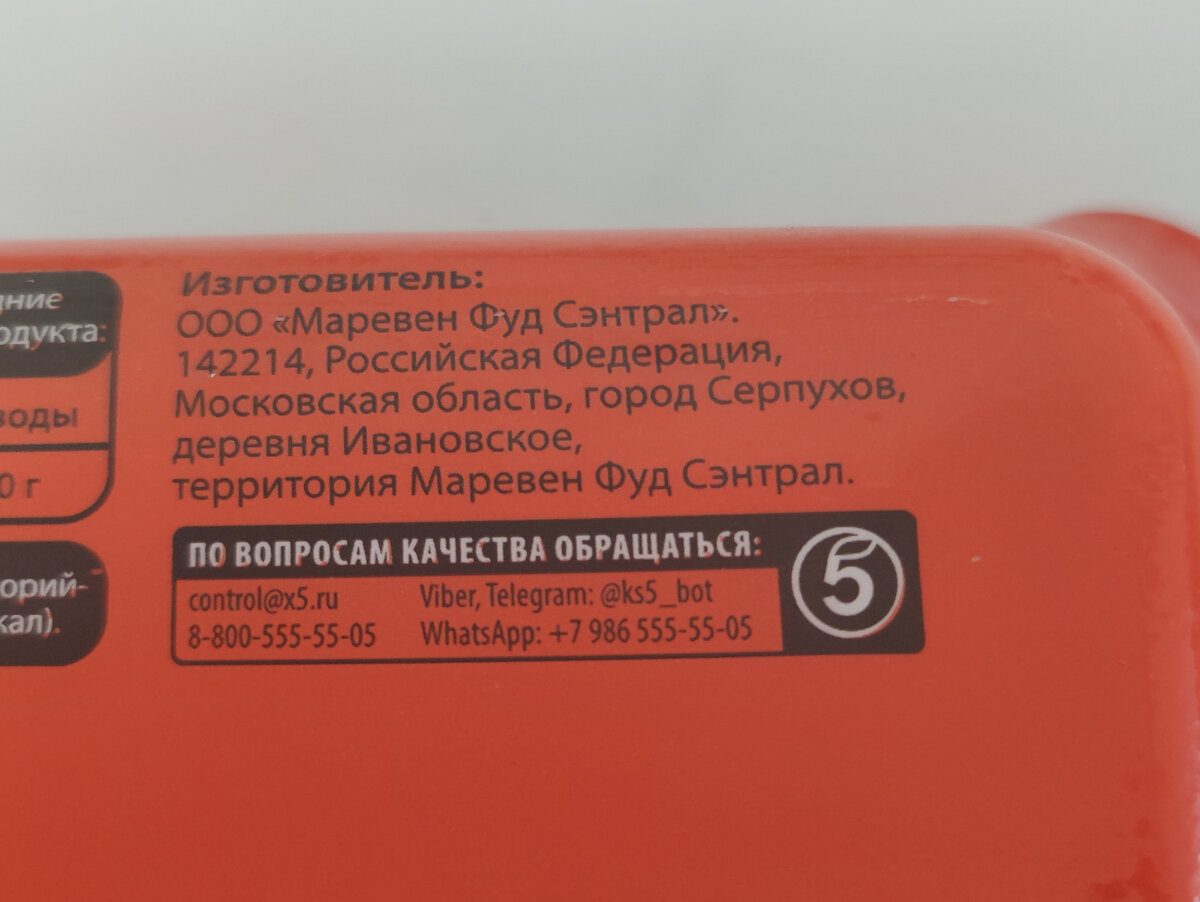 Изготовитель:
ООО «Маревен Фуд Сэнтрал».
142214, Российская Федерация,
Московская область, город Серпухов,
деревня Ивановское,
территория Маревен Фуд Сэнтрал.
ПО ВОПРОСАМ КАЧЕСТВА ОБРАЩАТЬСЯ:
control@x5.ru Viber, Telegram: @ks5_bot
8-800-555-55-05 WhatsApp: +7 986 555-55-05
5
воды
0 г